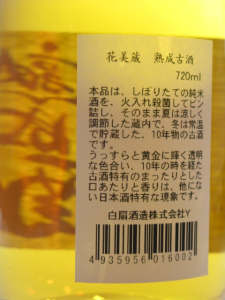 花美蔵　熟成古酒
720ml
本品は、しぼりたての純米
酒を、火入れ殺菌してビン
詰し、そのまま夏は涼しく
調節した蔵内で、冬は常温
で貯蔵した、10年物の古酒
です。
うっすらと黄金に輝く透明
な色合い、10年の時を経た
古酒特有のまったりとした
口あたりと香りは、他にな
い日本酒特有な現象です。
白扇酒造株式会社Y
4 935956 016002